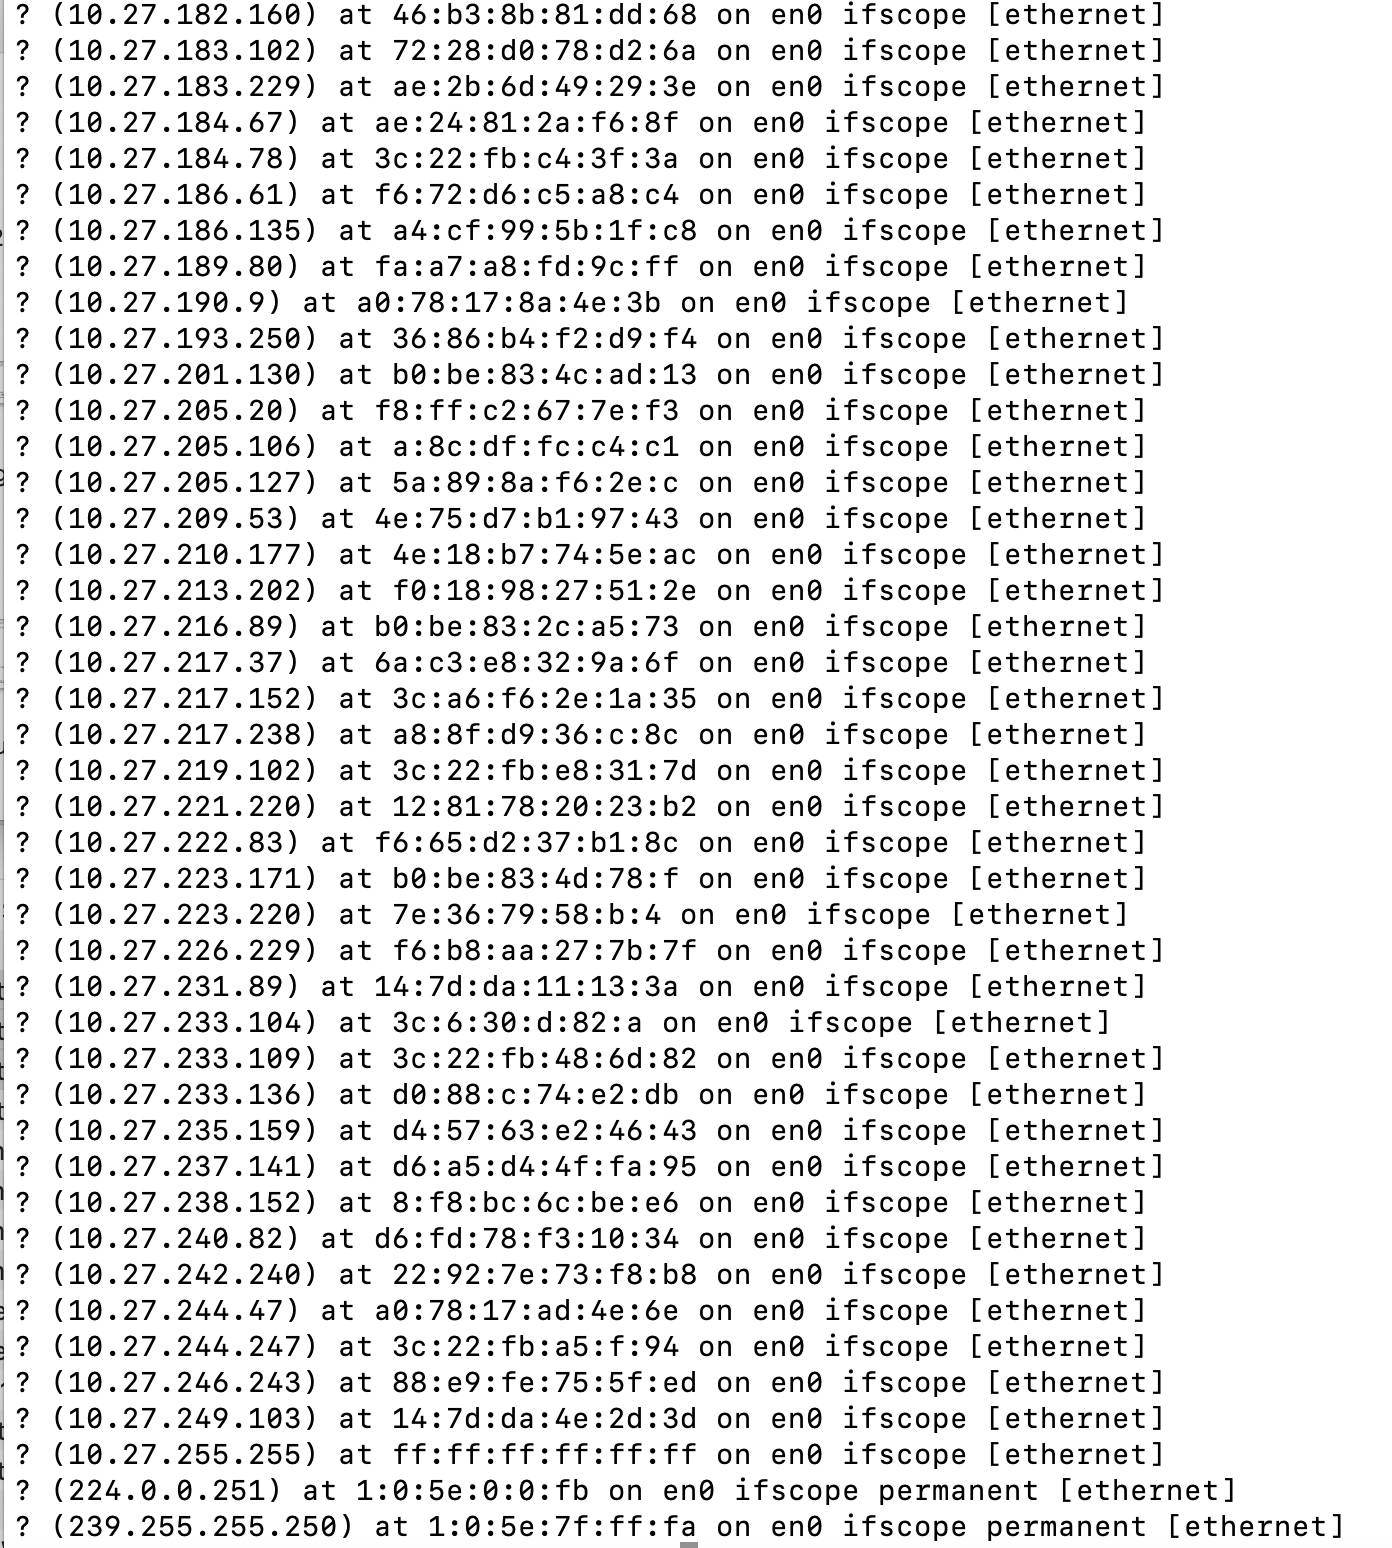 ? (10.27.182.160) at 46:b3:8b:81:dd:68 on en0 ifscope [ethernet]
? (10.27.183.102) at 72:28:d0:78:d2:6a on en0 ifscope [ethernet]
? (10.27.183.229) at ae:2b:6d:49:29:3e on en0 ifscope [ethernet]
? (10.27.184.67) at ae:24:81:2a:f6:8f on en0 ifscope [ethernet]
? (10.27.184.78) at 3c:22:fb:c4:3f:3a on en0 ifscope [ethernet]
? (10.27.186.61) at f6:72:d6:c5:a8:c4 on en0 ifscope [ethernet]
? (10.27.186.135) at a4:cf:99:5b:1f:c8 on en0 ifscope [ethernet]
? (10.27.189.80) at fa:a7:a8:fd:9c:ff on en0 ifscope [ethernet]
? (10.27.190.9) at a0:78:17:8a:4e:3b on en0 ifscope [ethernet]
? (10.27.193.250) at 36:86:b4:f2:d9:f4 on en0 ifscope [ethernet]
? (10.27.201.130) at b0:be:83:4c:ad:13 on en0 ifscope [ethernet]
? (10.27.205.20) at f8:ff:c2:67:7e:f3 on en0 ifscope [ethernet]
? (10.27.205.106) at a:8c:df:fc:c4:c1 on en0 ifscope [ethernet]
? (10.27.205.127) at 5a:89:8a:f6:2e:c on en0 ifscope [ethernet]
? (10.27.209.53) at 4e:75:d7:b1:97:43 on en0 ifscope [ethernet]
? (10.27.210.177) at 4e:18:b7:74:5e:ac on en0 ifscope [ethernet]
? (10.27.213.202) at f0:18:98:27:51:2e on en0 ifscope [ethernet]
? (10.27.216.89) at b0:be:83:2c:a5:73 on en0 ifscope [ethernet]
? (10.27.217.37) at 6a:c3:e8:32:9a:6f on en0 ifscope [ethernet]
? (10.27.217.152) at 3c:a6:f6:2e:1a:35 on en0 ifscope [ethernet]
? (10.27.217.238) at a8:8f:d9:36:c:8c on en0 ifscope [ethernet]
? (10.27.219.102) at 3c:22:fb:e8:31:7d on en0 ifscope [ethernet]
? (10.27.221.220) at 12:81:78:20:23:b2 on en0 ifscope [ethernet]
? (10.27.222.83) at f6:65:d2:37:b1:8c on en0 ifscope [ethernet]
? (10.27.223.171) at b0:be:83:4d:78:f on en0 ifscope [ethernet]
? (10.27.223.220) at 7e:36:79:58:b:4 on en0 ifscope [ethernet]
? (10.27.226.229) at f6:b8:aa:27:7b:7f on en0 ifscope [ethernet]
? (10.27.231.89) at 14:7d:da:11:13:3a on en0 ifscope [ethernet]
? (10.27.233.104) at 3c:6:30:d:82:a on en0 ifscope [ethernet]
? (10.27.233.109) at 3c:22:fb:48:6d:82 on en0 ifscope [ethernet]
? (10.27.233.136) at d0:88:c:74:e2:db on en0 ifscope [ethernet]
? (10.27.235.159) at d4:57:63:e2:46:43 on en0 ifscope [ethernet]
? (10.27.237.141) at d6:a5:d4:4f:fa:95 on en0 ifscope [ethernet]
? (10.27.238.152) at 8:f8:bc:6c:be:e6 on en0 ifscope [ethernet]
? (10.27.240.82) at d6:fd:78:f3:10:34 on en0 ifscope [ethernet]
? (10.27.242.240) at 22:92:7e:73:f8:b8 on en0 ifscope [ethernet]
? (10.27.244.47) at a0:78:17:ad:4e:6e on en0 ifscope [ethernet]
? (10.27.244.247) at 3c:22:fb:a5:f:94 on en0 ifscope [ethernet]
? (10.27.246.243) at 88:e9:fe:75:5f:ed on en0 ifscope [ethernet]
? (10.27.249.103) at 14:7d:da:4e:2d:3d on en0 ifscope [ethernet]
? (10.27.255.255) at ff:ff:ff:ff:ff:ff on en0 ifscope [ethernet]
? (224.0.0.251) at 1:0:5e:0:0:fb on en0 ifscope permanent [ethernet]
? (239.255.255.250) at 1:0:5e:7f:ff:fa on en0 ifscope permanent [ethernet]